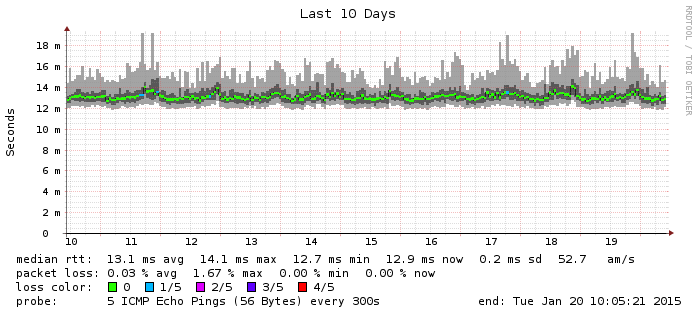 Last 10 Days
RRDTOOL / TOBI OETIKER
Seconds
18 m
16 m
14 m
12 m
10 m
8 m
6 m
4 m
2 m
0
10 11 12 13 14 15 16 17 18 19
median rtt: 13.1 ms avg 14.1 ms max 12.7 ms min 12.9 ms now 0.2 ms sd 52.7 am/s
packet loss: 0.03 % avg 1.67 % max 0.00 % min 0.00 % now
loss color: 0 1/5 2/5 3/5 4/5
probe: 5 ICMP Echo Pings (56 Bytes) every 300s end: Tue Jan 20 10:05:21 2015